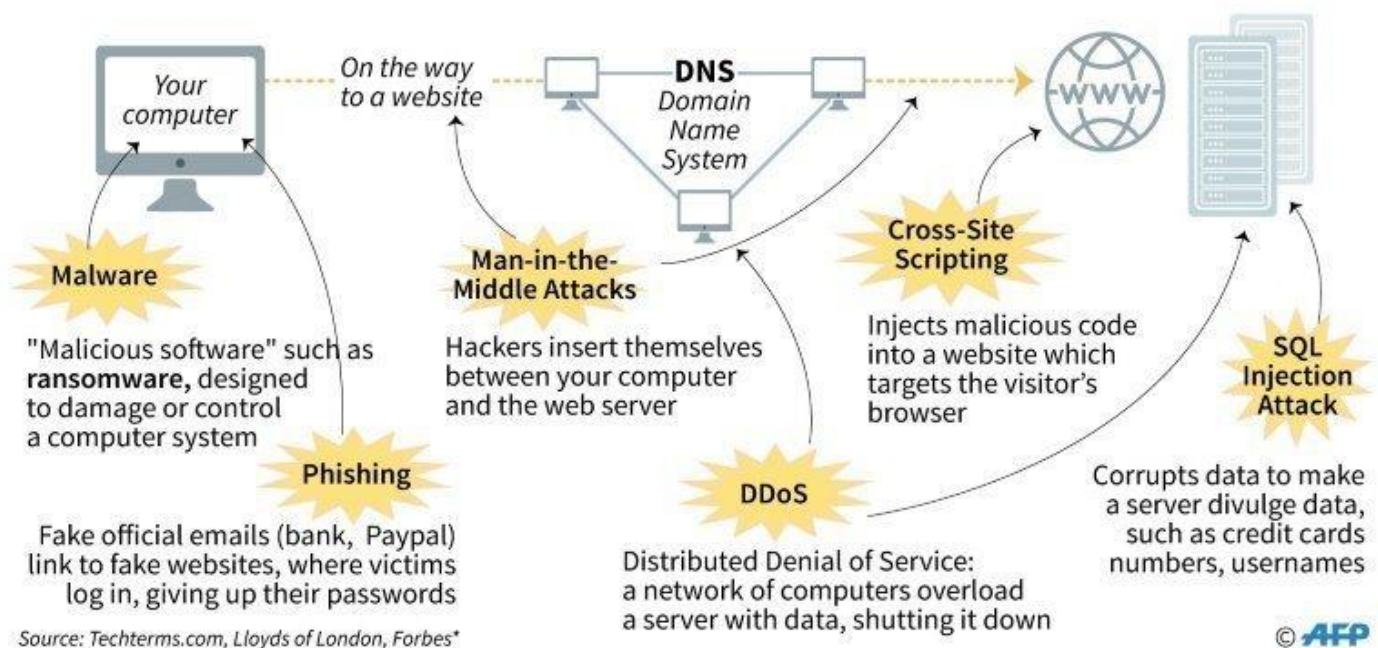 Your
computer
On the way
to a website
DNS
Domain
Name
System
WWW
Malware
"Malicious software" such as
ransomware, designed
to damage or control
a computer system
Phishing
Fake official emails (bank, Paypal)
link to fake websites, where victims
log in, giving up their passwords
Man-in-the-
Middle Attacks
Hackers insert themselves
between your computer
and the web server
DDoS
Distributed Denial of Service:
a network of computers overload
a server with data, shutting it down
Cross-Site
Scripting
Injects malicious code
into a website which
targets the visitor's
browser
SQL
Injection
Attack
Corrupts data to make
a server divulge data,
such as credit cards
numbers, usernames
Source: Techterms.com, Lloyds of London, Forbes*
© AFP